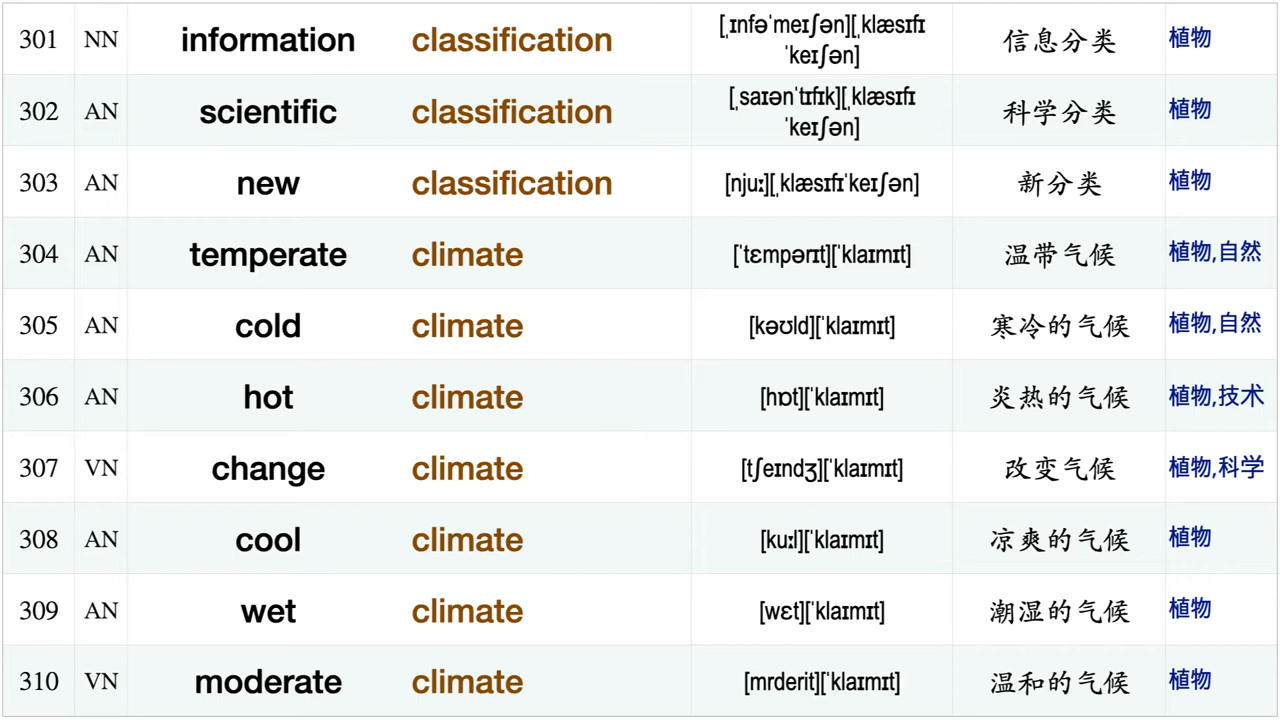 301 NN information classification [ˌɪnfəˈmeɪʃən][ˌklæsɪfɪ
ˈkeɪʃən] 信息分类 植物
302 AN scientific classification [ˌsaɪənˈtɪfɪk][ˌklæsɪfɪ
ˈkeɪʃən] 科学分类 植物
303 AN new classification [njuː][ˌklæsɪfɪˈkeɪʃən] 新分类 植物
304 AN temperate climate [ˈtɛmpərɪt][ˈklaɪmɪt] 温带气候 植物,自然
305 AN cold climate [kəʊld][ˈklaɪmɪt] 寒冷的气候 植物,自然
306 AN hot climate [hɒt][ˈklaɪmɪt] 炎热的气候 植物,技术
307 VN change climate [tʃeɪndʒ][ˈklaɪmɪt] 改变气候 植物,科学
308 AN cool climate [kuːl][ˈklaɪmɪt] 凉爽的气候 植物
309 AN wet climate [wɛt][ˈklaɪmɪt] 潮湿的气候 植物
310 VN moderate climate [mrderit][ˈklaɪmɪt] 温和的气候 植物